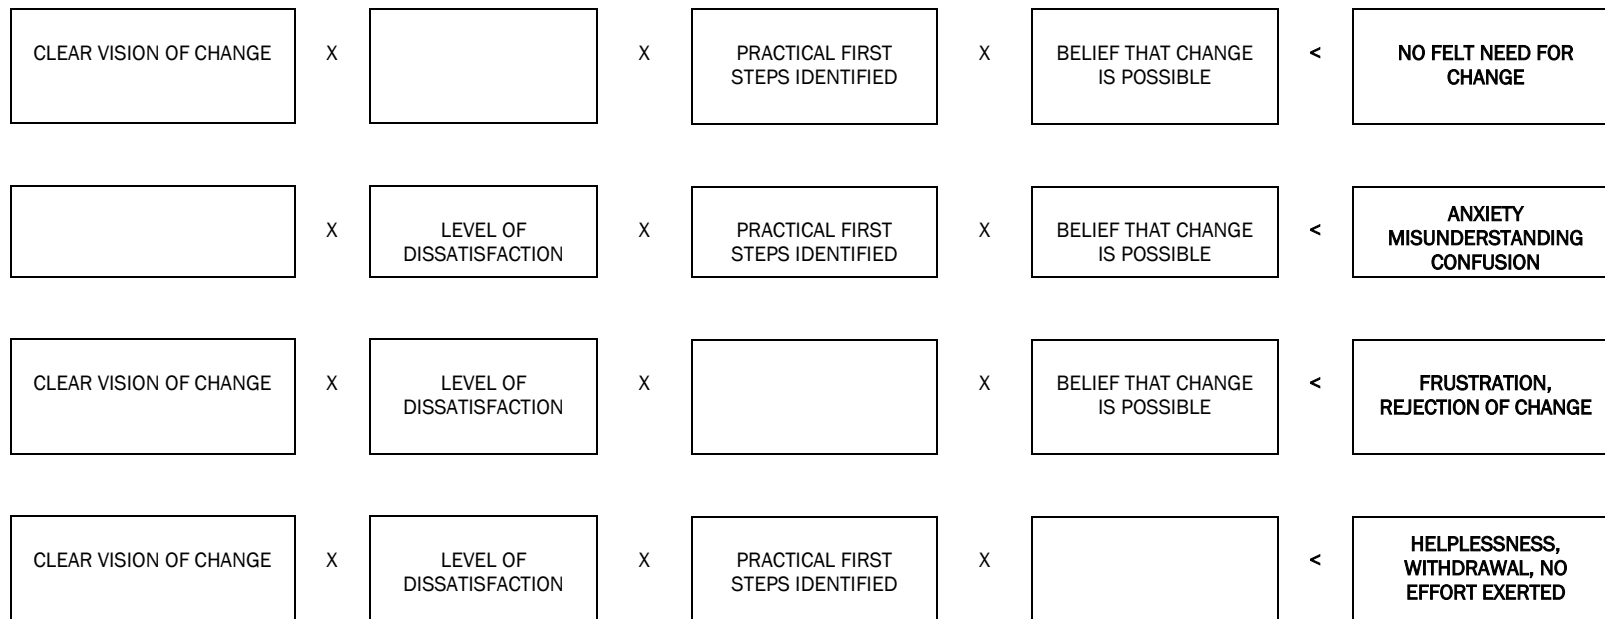 CLEAR VISION OF CHANGE X X PRACTICAL FIRST X BELIEF THAT CHANGE < NO FELT NEED FOR
STEPS IDENTIFIED IS POSSIBLE CHANGE
X LEVEL OF X PRACTICAL FIRST X BELIEF THAT CHANGE < ANXIETY
DISSATISFACTION STEPS IDENTIFIED IS POSSIBLE MISUNDERSTANDING
CONFUSION
CLEAR VISION OF CHANGE X LEVEL OF X X BELIEF THAT CHANGE < FRUSTRATION,
DISSATISFACTION IS POSSIBLE REJECTION OF CHANGE
CLEAR VISION OF CHANGE X LEVEL OF X PRACTICAL FIRST X < HELPLESSNESS,
DISSATISFACTION STEPS IDENTIFIED WITHDRAWAL, NO
EFFORT EXERTED